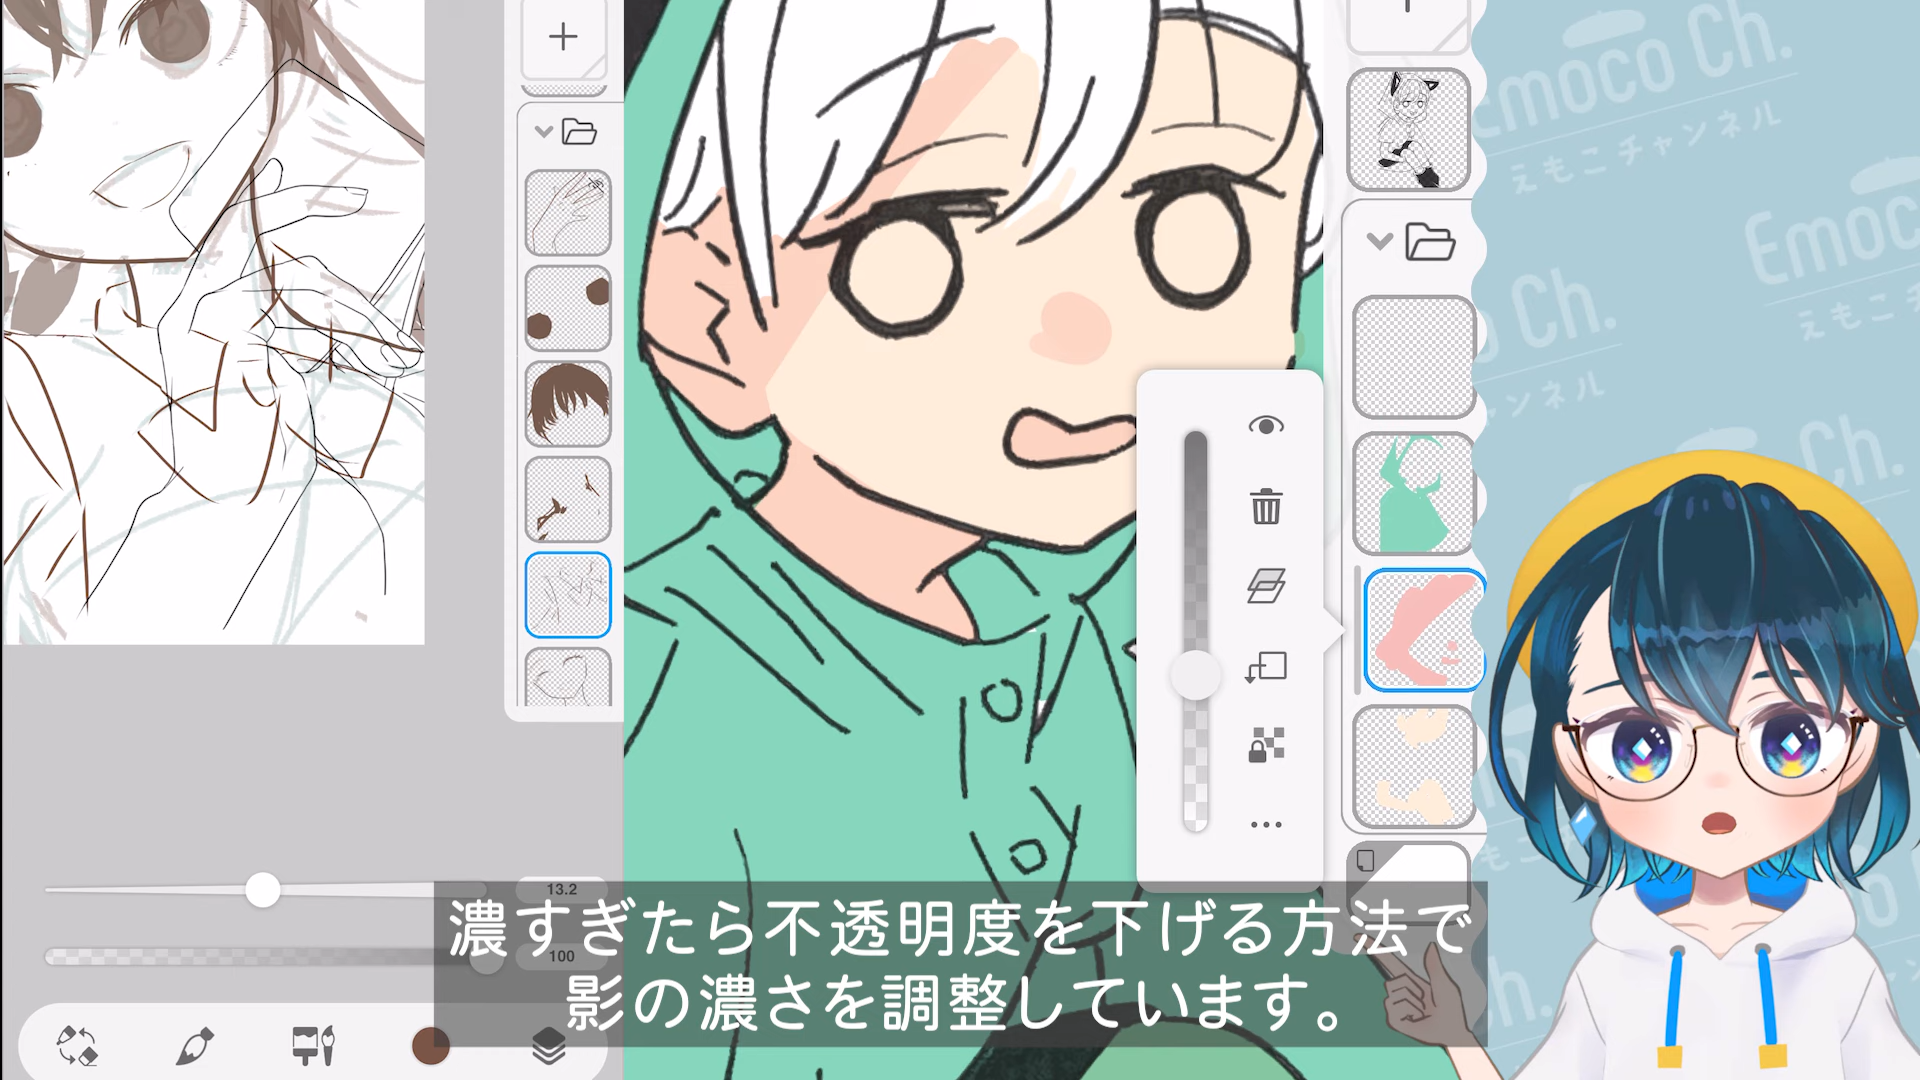 Emoco Ch.
えもこチャンネル
13.2
100
濃すぎたら不透明度を下げる方法で
影の濃さを調整しています。